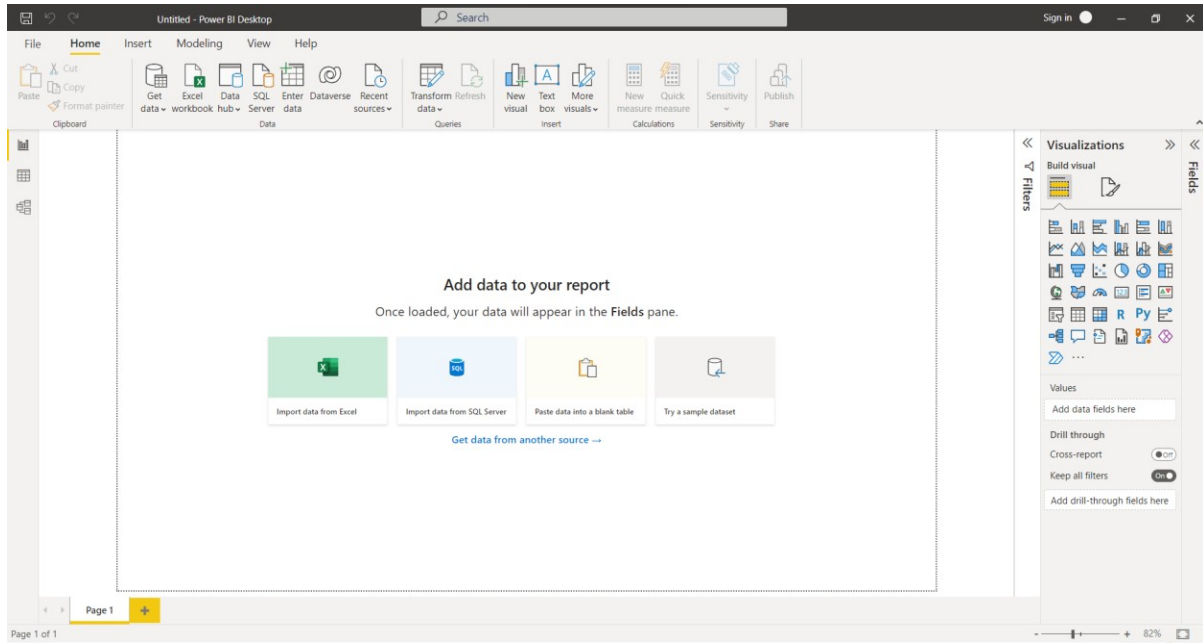 Untitled - Power BI Desktop
Search
Sign in
File Home Insert Modeling View Help
Paste
Cut
Copy
Format painter
Clipboard
Get data
Excel workbook
Data hub
SQL Server
Enter data
Dataverse
Recent sources
Data
Transform data
Refresh
Queries
New visual
Text box
More visuals
Insert
New measure
Quick measure
Calculations
Sensitivity
Sensitivity
Publish
Share
Add data to your report
Once loaded, your data will appear in the Fields pane.
Import data from Excel
SQL
Import data from SQL Server
Paste data into a blank table
Try a sample dataset
Get data from another source →
Filters
Visualizations
Build visual
123
R Py
Values
Add data fields here
Drill through
Cross-report
Off
Keep all filters
On
Add drill-through fields here
Fields
Page 1
Page 1 of 1
82%